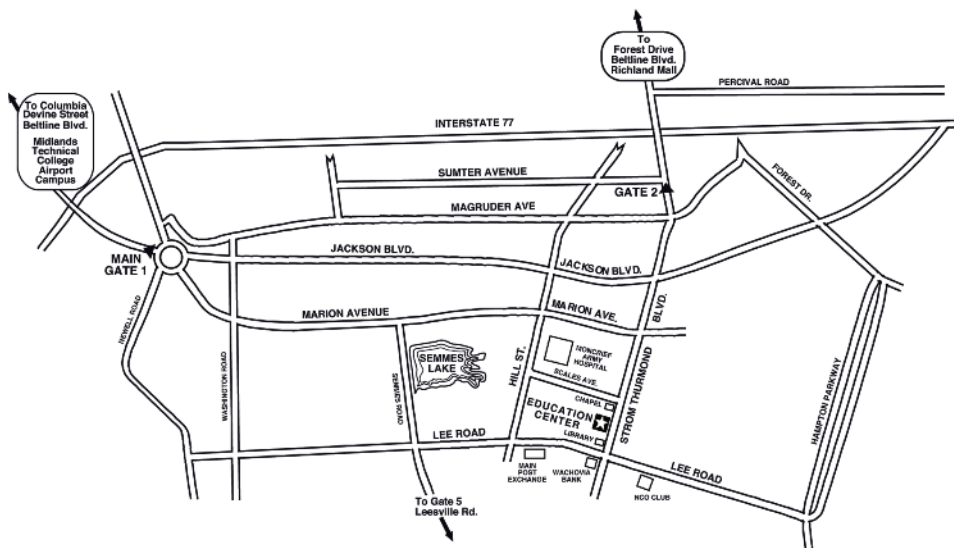 To
Forest Drive
Beltline Blvd.
Richland Mall
PERCIVAL ROAD
To Columbia
Devine Street
Beltline Blvd.
Midlands
Technical
College
Airport
Campus
INTERSTATE 77
SUMTER AVENUE
GATE 2
FOREST DR.
MAGRUDER AVE
MAIN
GATE 1
JACKSON BLVD.
JACKSON BLVD.
NEWELL ROAD
MARION AVENUE
MARION AVE.
BLVD.
WASHINGTON ROAD
SEMMES
LAKE
SEMMES ROAD
HILL ST.
MONCRIEF
ARMY
HOSPITAL
SCALES AVE.
CHAPEL
EDUCATION
CENTER
LIBRARY
STROM THURMOND
HAMPTON PARKWAY
LEE ROAD
LEE ROAD
MAIN
POST
EXCHANGE
WACHOVIA
BANK
NCO CLUB
To Gate 5
Leesville Rd.